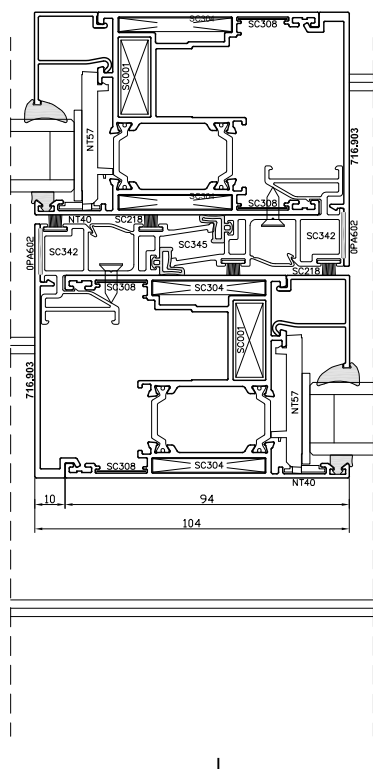 SC304
SC308
SC001
NT57
716.903
SC304
SC308
NT40
SC218
SC342
SC345
SC342
0PA602
0PA602
SC218
SC308
SC304
SC001
716.903
NT57
SC308
SC304
NT40
10
94
104